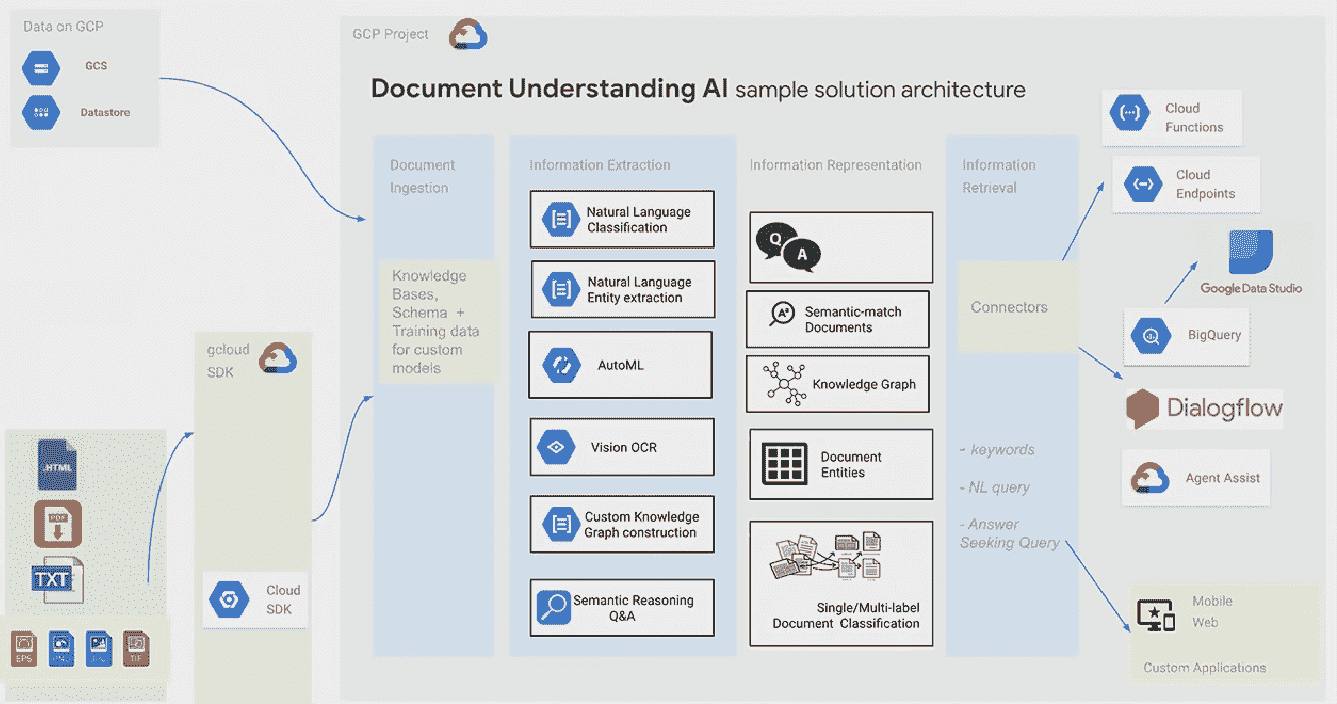 Data on GCP
GCS
Datastore
GCP Project
Document Understanding AI sample solution architecture
Document
Ingestion
Knowledge
Bases,
Schema +
Training data
for custom
models
Information Extraction
Natural Language
Classification
Natural Language
Entity extraction
AutoML
Vision OCR
Custom Knowledge
Graph construction
Semantic Reasoning
Q&A
Information Representation
Q
A
Semantic-match
Documents
Knowledge Graph
Document
Entities
Single/Multi-label
Document Classification
Information
Retrieval
Connectors
- keywords
- NL query
- Answer
Seeking Query
Cloud
Functions
Cloud
Endpoints
Google Data Studio
BigQuery
Dialogflow
Agent Assist
Mobile
Web
Custom Applications
gcloud
SDK
Cloud
SDK
.HTML
PDF
TXT
EPS
TIF